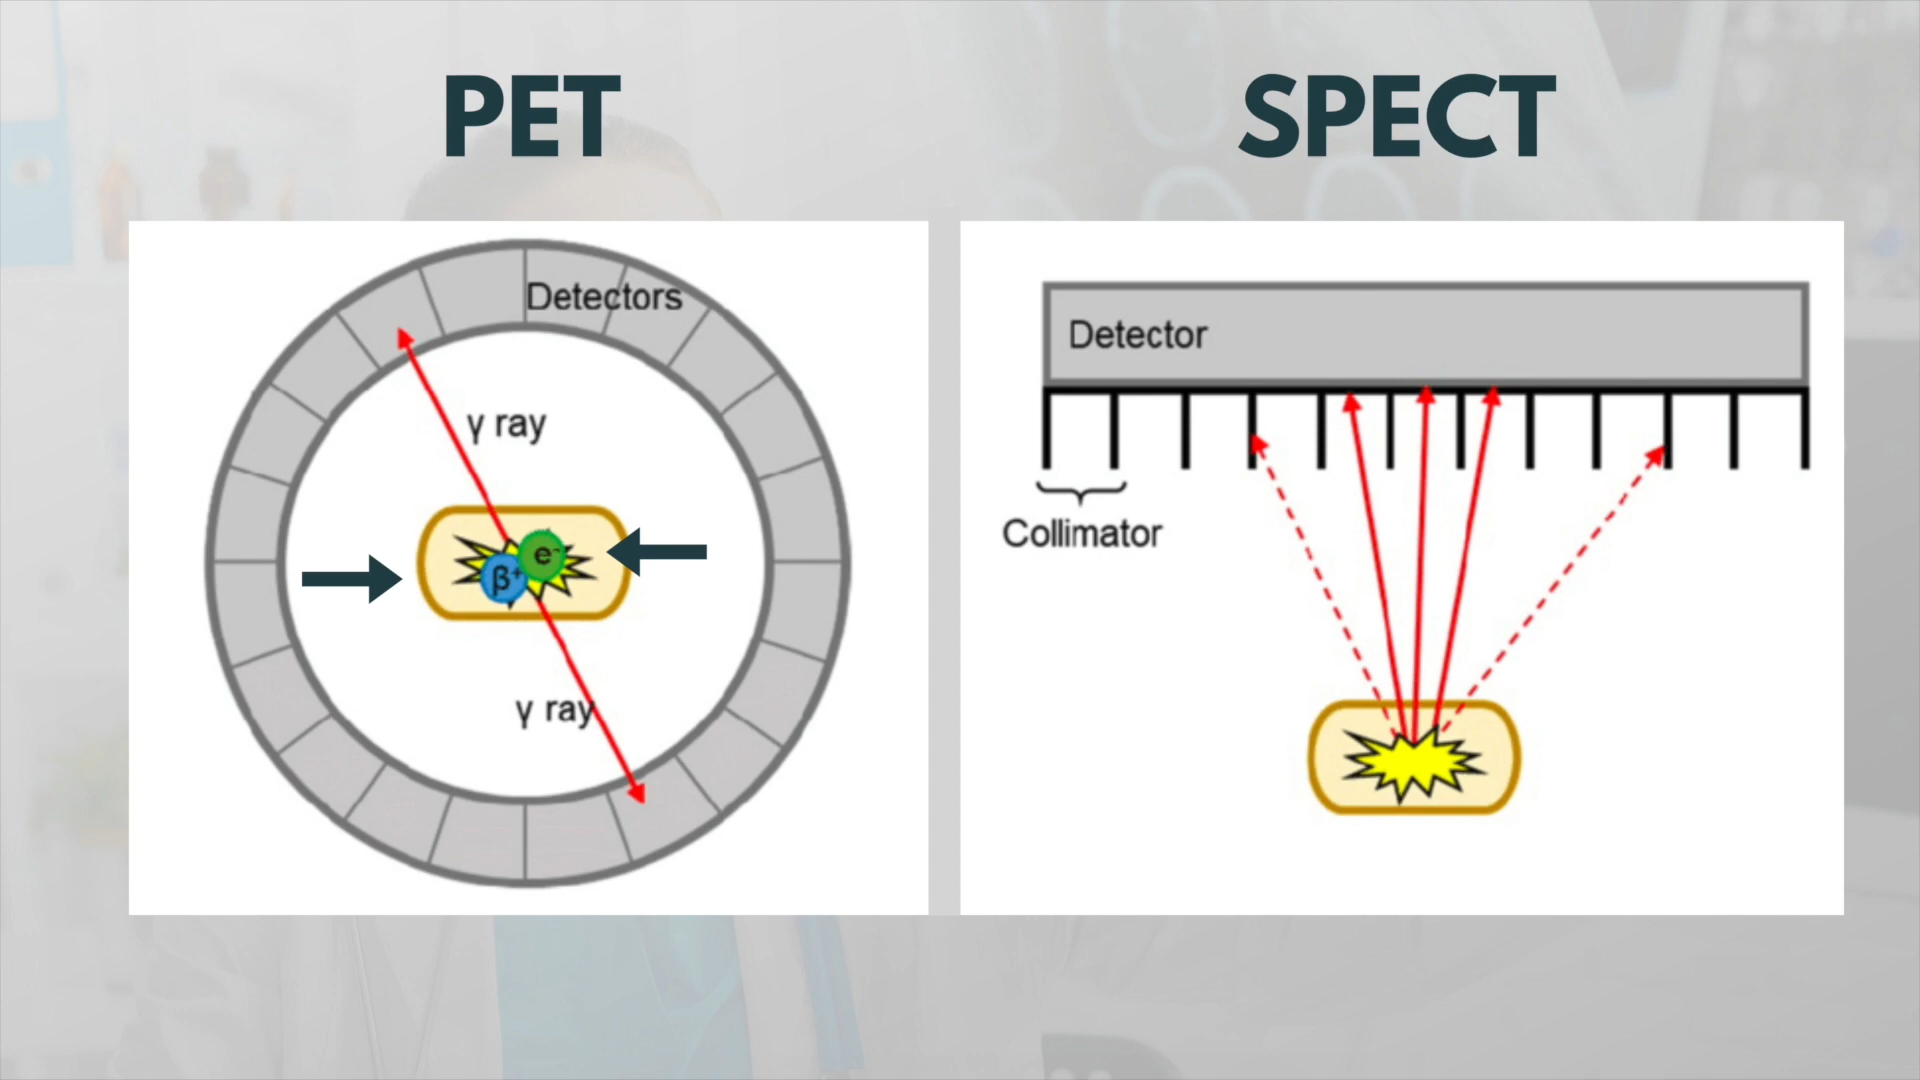 PET
SPECT
Detectors
γ ray
e⁻
β⁺
γ ray
Detector
Collimator